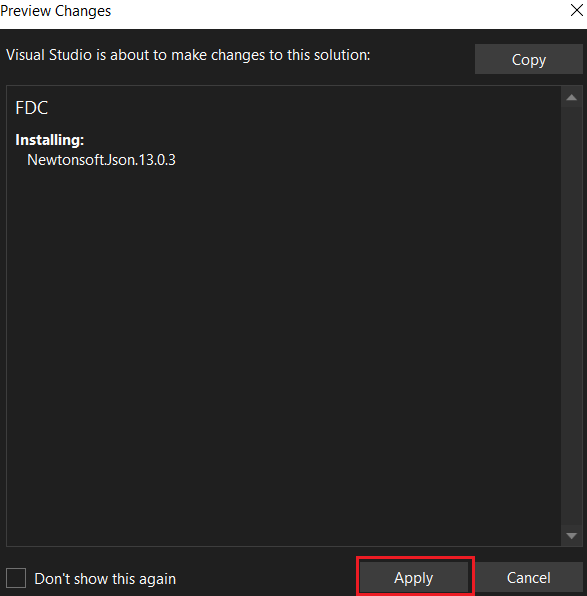 Preview Changes
Visual Studio is about to make changes to this solution:
Copy
FDC
Installing:
Newtonsoft.Json.13.0.3
Don't show this again
Apply
Cancel